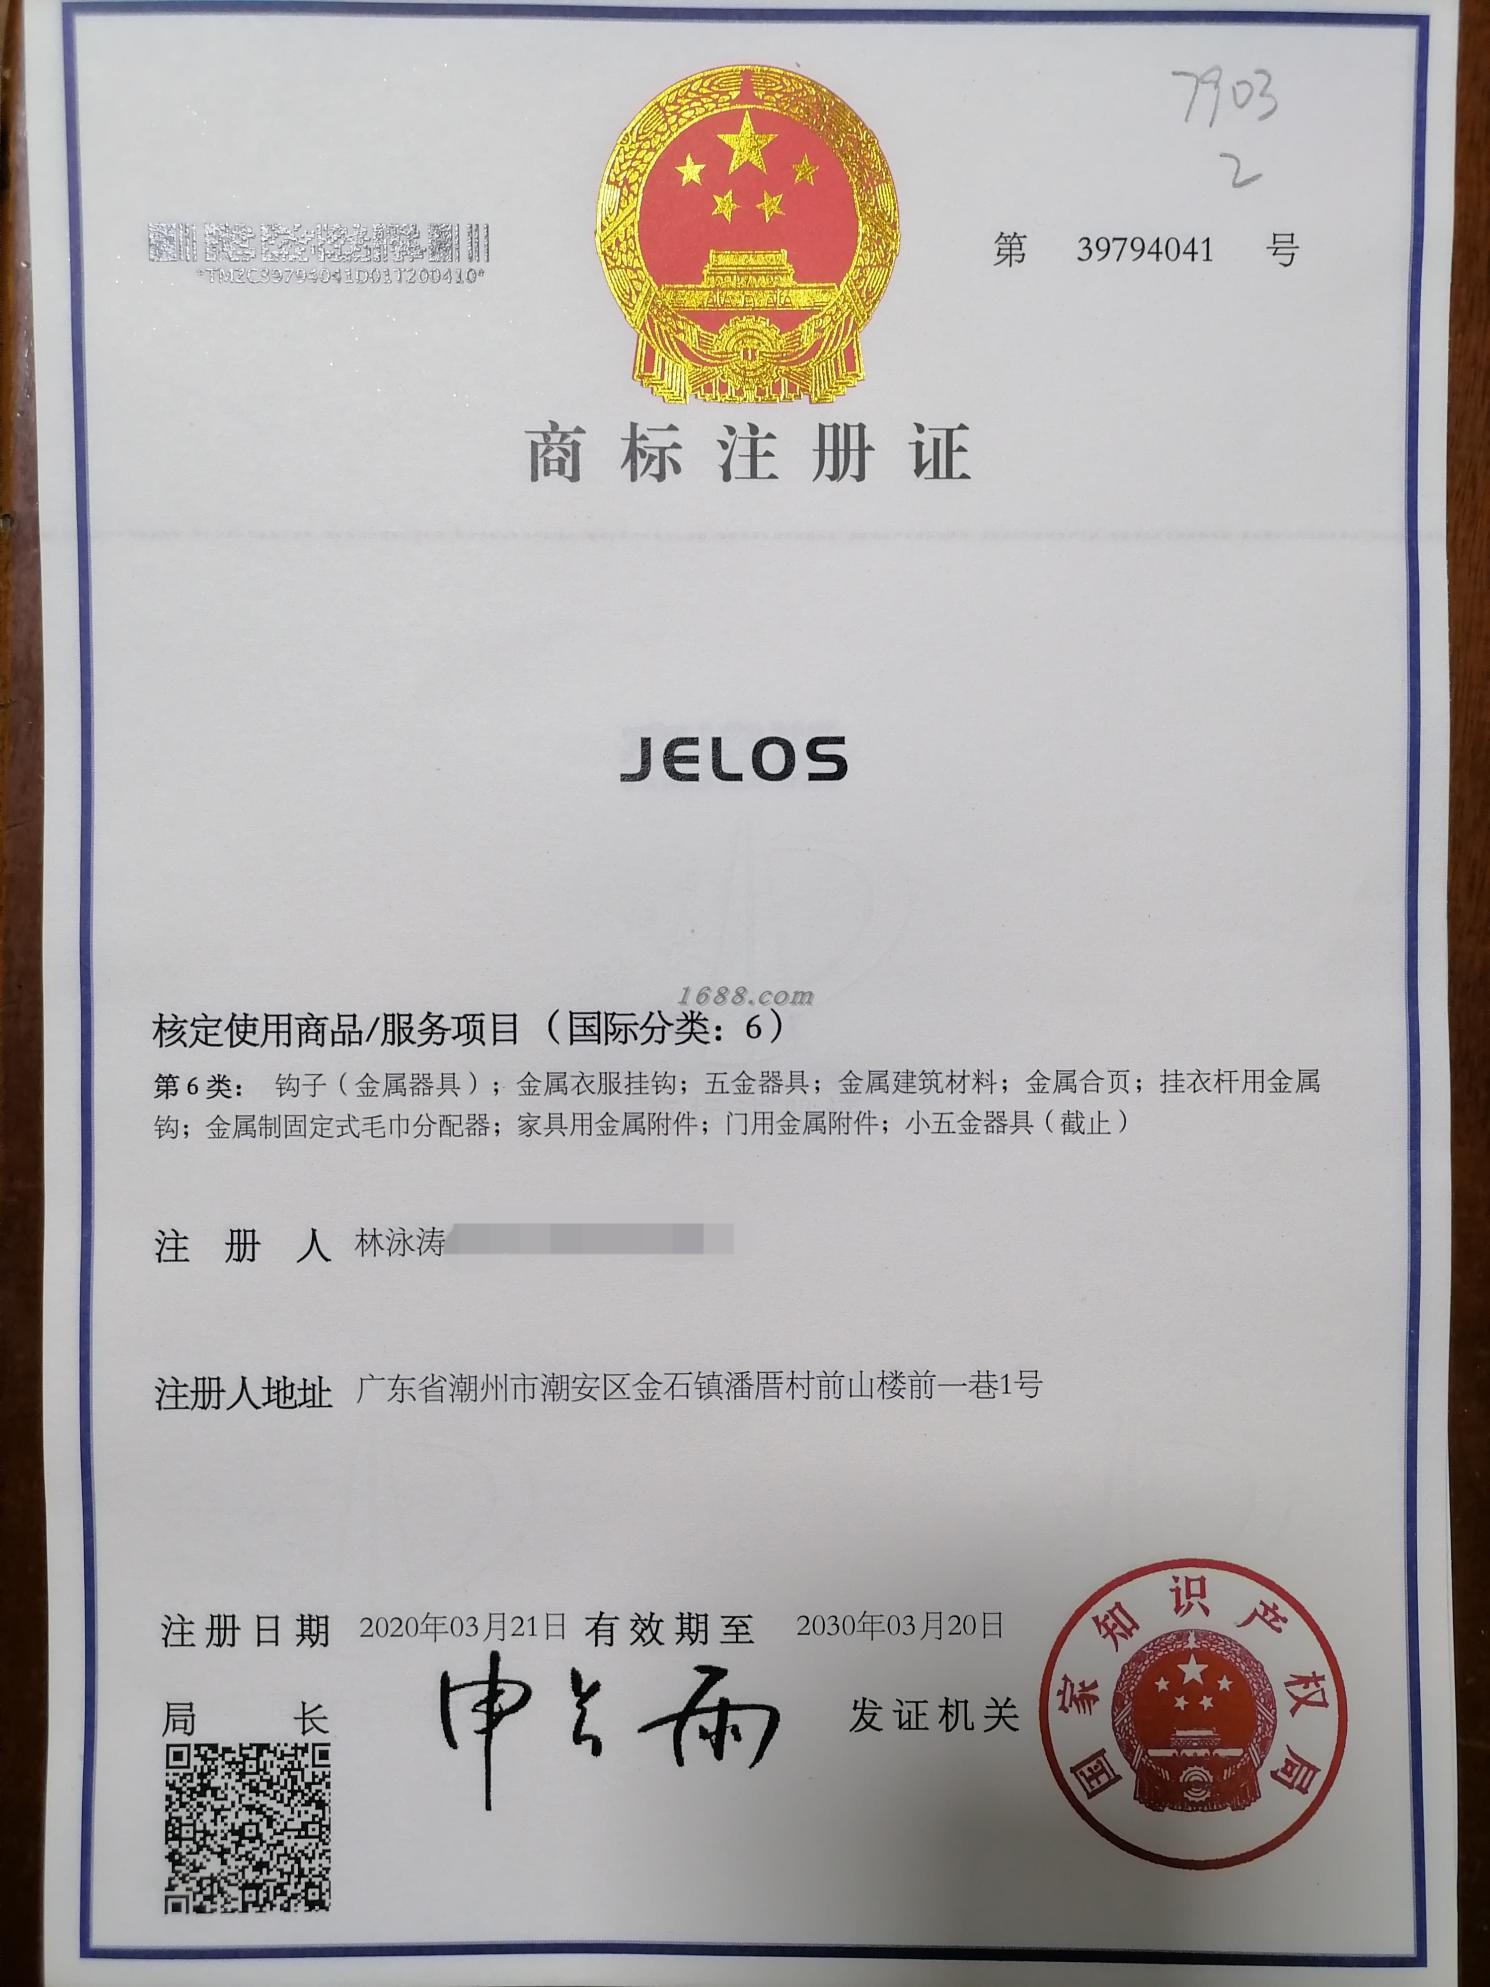 7903
2
*TMZC39794041D01T200410*
第 39794041 号
商标注册证
JELOS
1688.com
核定使用商品/服务项目（国际分类：6）
第6类： 钩子（金属器具）；金属衣服挂钩；五金器具；金属建筑材料；金属合页；挂衣杆用金属
钩；金属制固定式毛巾分配器；家具用金属附件；门用金属附件；小五金器具（截止）
注册人 林泳涛
注册人地址 广东省潮州市潮安区金石镇潘厝村前山楼前一巷1号
注册日期 2020年03月21日 有效期至 2030年03月20日
局长 申长雨 发证机关
国家知识产权局